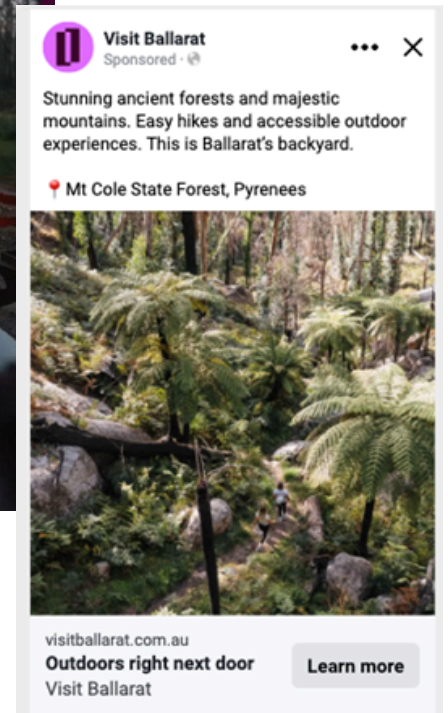 Visit Ballarat
Sponsored ·
Stunning ancient forests and majestic
mountains. Easy hikes and accessible outdoor
experiences. This is Ballarat's backyard.
📍Mt Cole State Forest, Pyrenees
visitballarat.com.au
Outdoors right next door
Visit Ballarat
Learn more